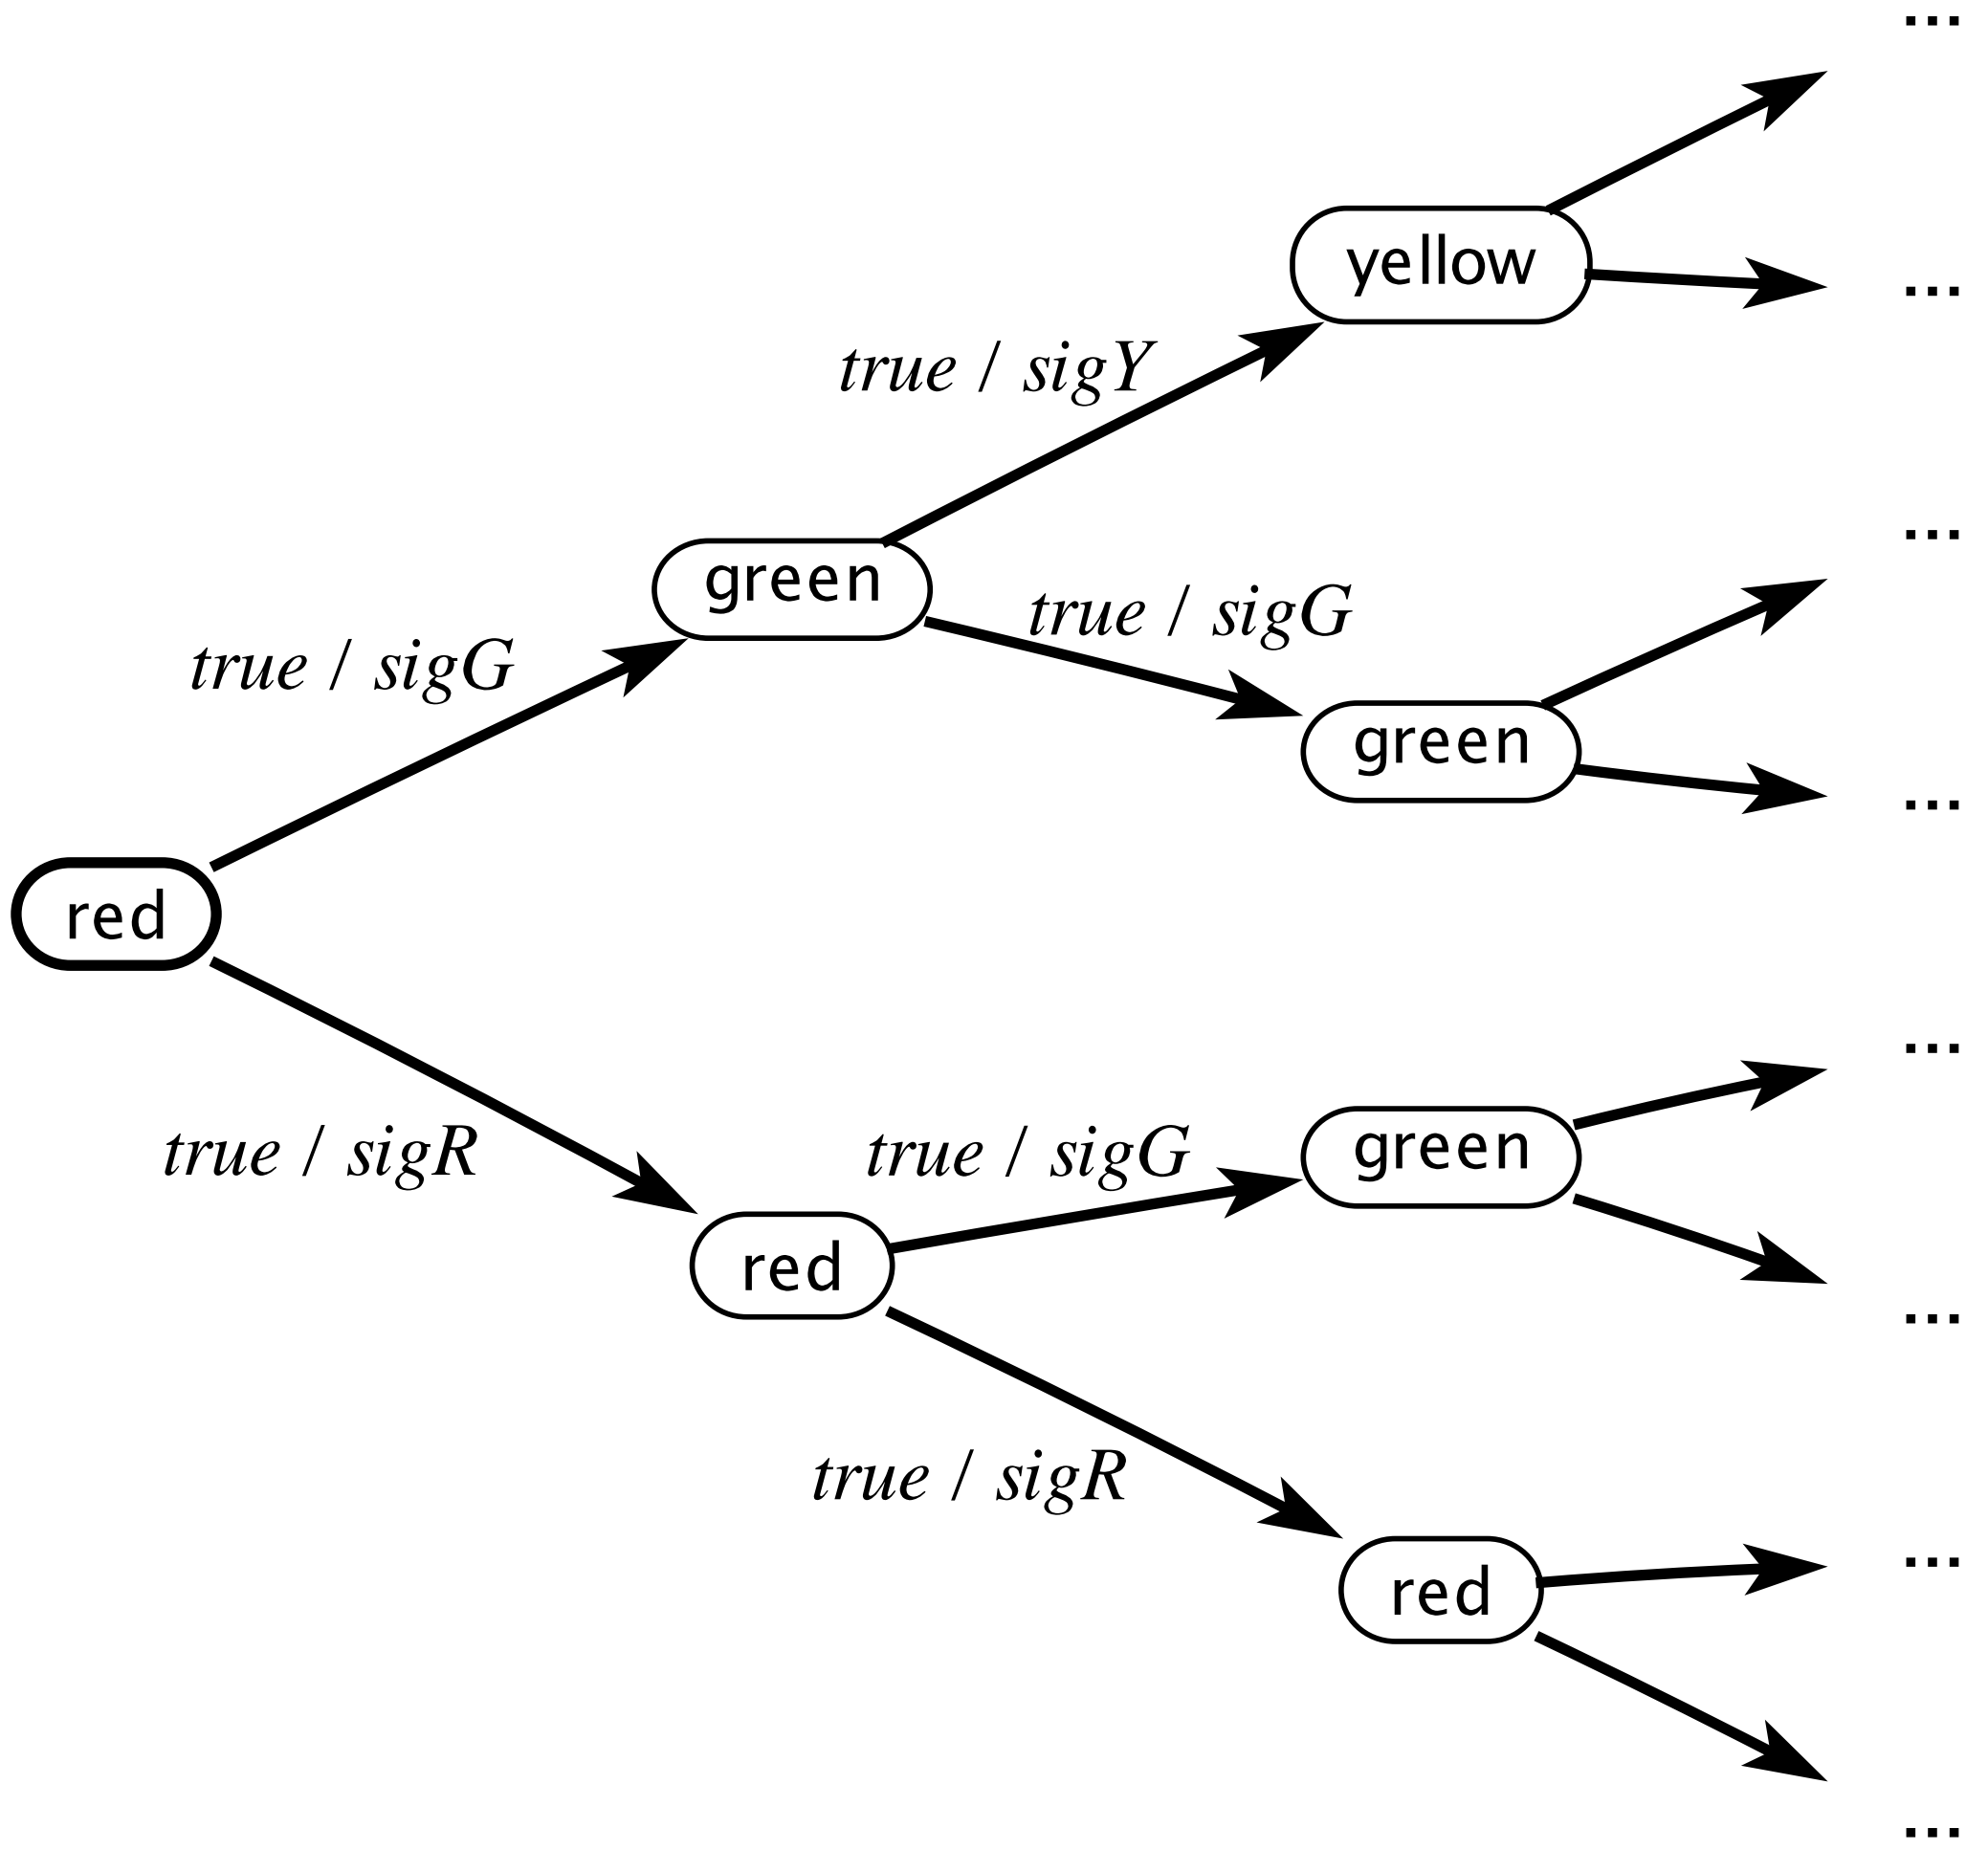 ...
yellow
...
true / sigY
...
green
true / sigG
true / sigG
green
...
red
...
true / sigR
true / sigG
green
red
...
true / sigR
...
red
...